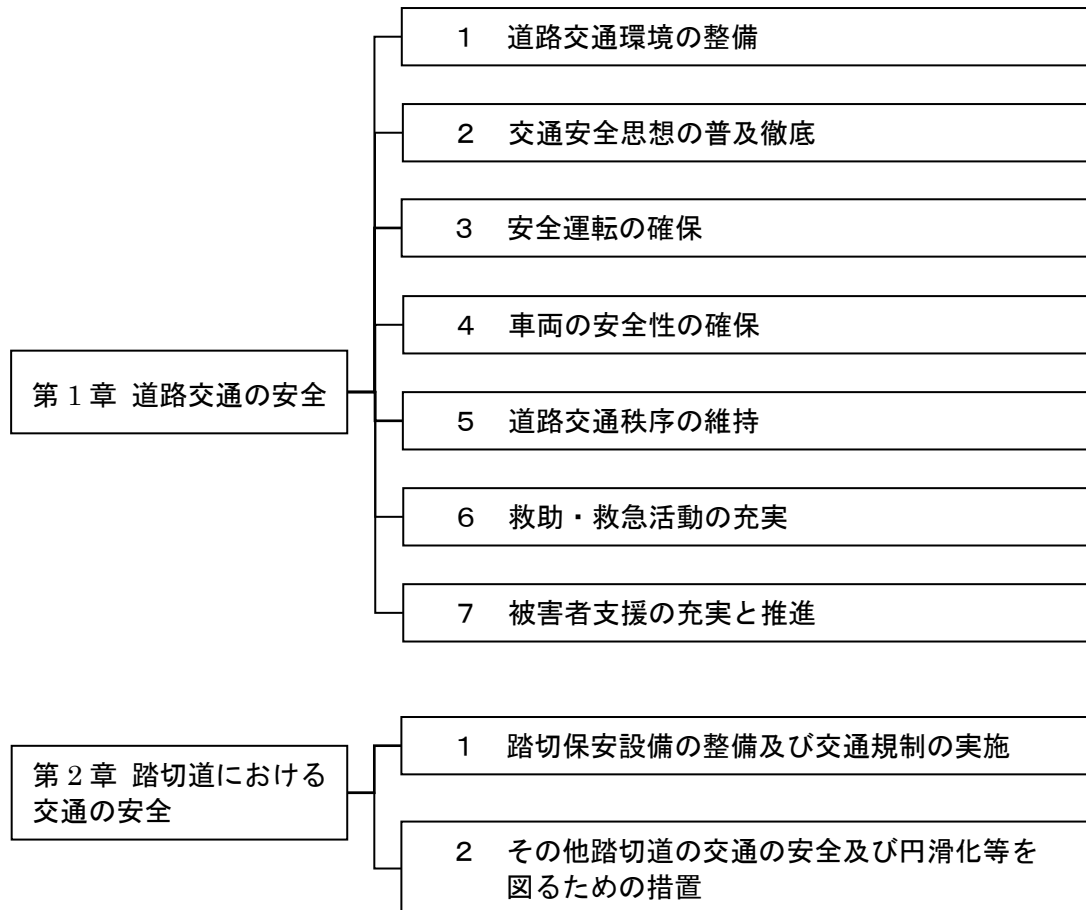 第1章 道路交通の安全
1 道路交通環境の整備
2 交通安全思想の普及徹底
3 安全運転の確保
4 車両の安全性の確保
5 道路交通秩序の維持
6 救助・救急活動の充実
7 被害者支援の充実と推進
第2章 踏切道における
交通の安全
1 踏切保安設備の整備及び交通規制の実施
2 その他踏切道の交通の安全及び円滑化等を
図るための措置